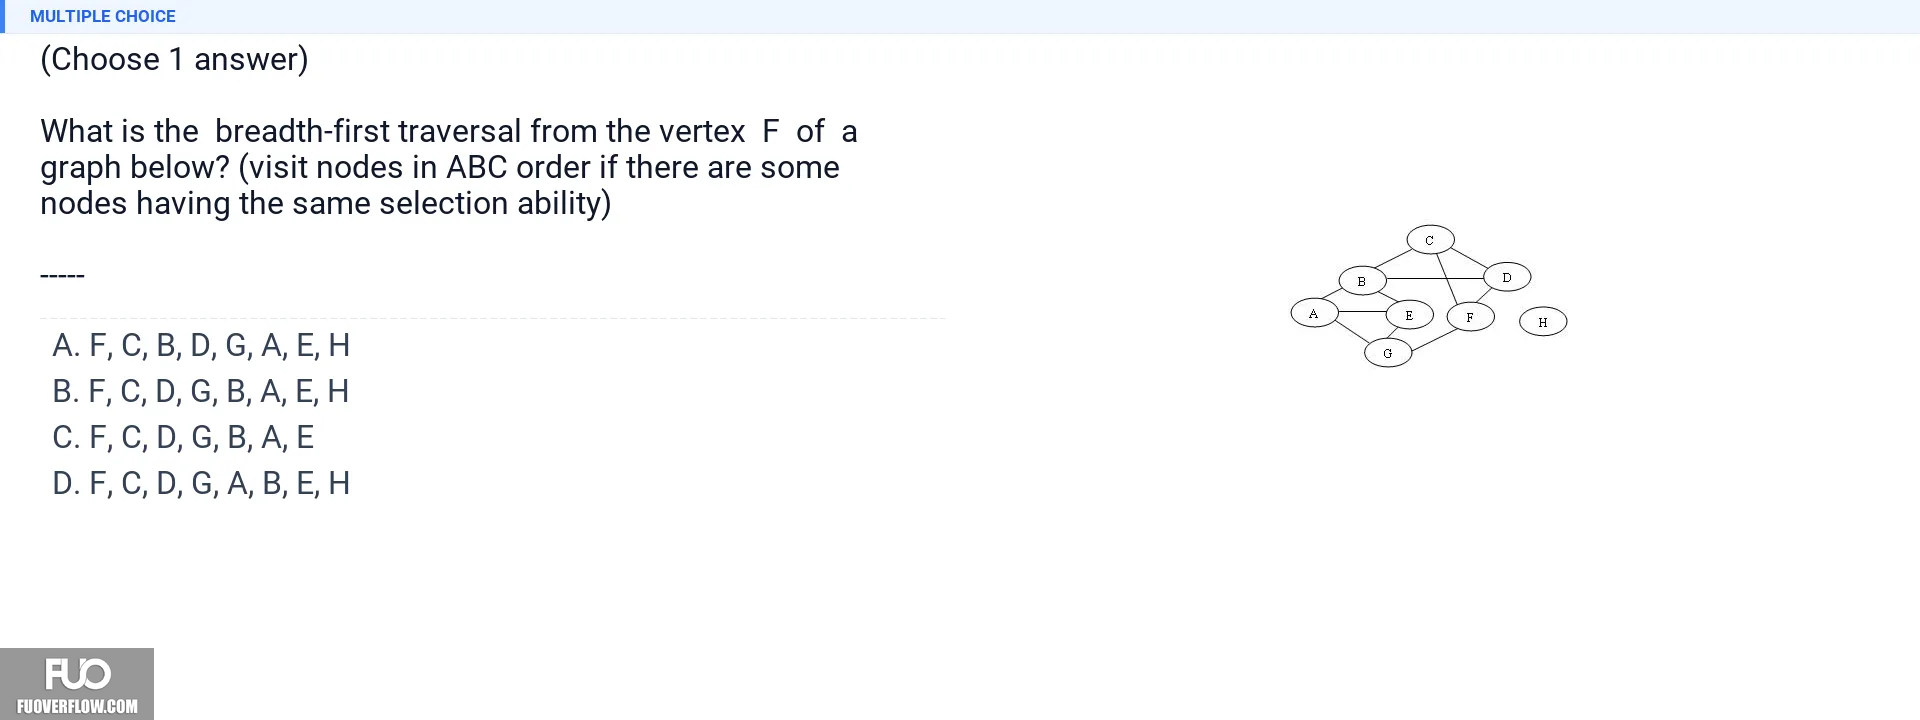 MULTIPLE CHOICE
(Choose 1 answer)
What is the breadth-first traversal from the vertex F of a
graph below? (visit nodes in ABC order if there are some
nodes having the same selection ability)
-----
A. F, C, B, D, G, A, E, H
B. F, C, D, G, B, A, E, H
C. F, C, D, G, B, A, E
D. F, C, D, G, A, B, E, H
C
B
D
A
E
F
H
G
FUO
FUOVERFLOW.COM